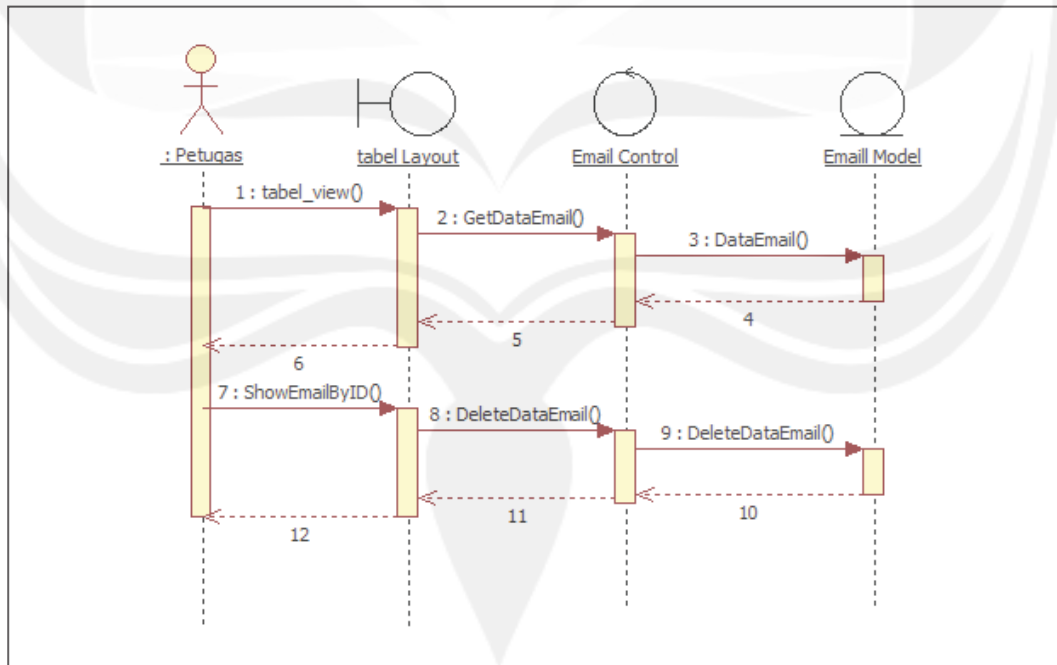 : Petugas
tabel Layout
Email Control
Emaill Model
1 : tabel_view()
2 : GetDataEmail()
3 : DataEmail()
4
5
6
7 : ShowEmailByID()
8 : DeleteDataEmail()
9 : DeleteDataEmail()
10
11
12